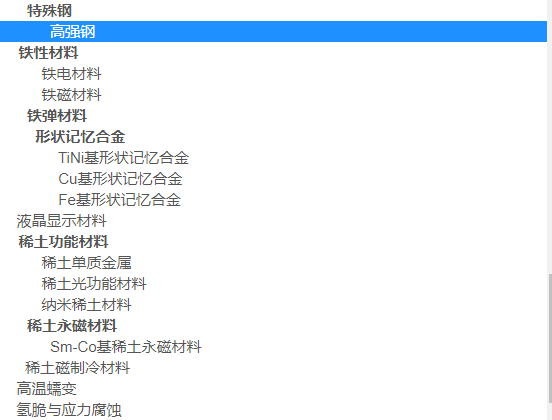 特殊钢
高强钢
铁性材料
铁电材料
铁磁材料
铁弹材料
形状记忆合金
TiNi基形状记忆合金
Cu基形状记忆合金
Fe基形状记忆合金
液晶显示材料
稀土功能材料
稀土单质金属
稀土光功能材料
纳米稀土材料
稀土永磁材料
Sm-Co基稀土永磁材料
稀土磁制冷材料
高温蠕变
氢脆与应力腐蚀